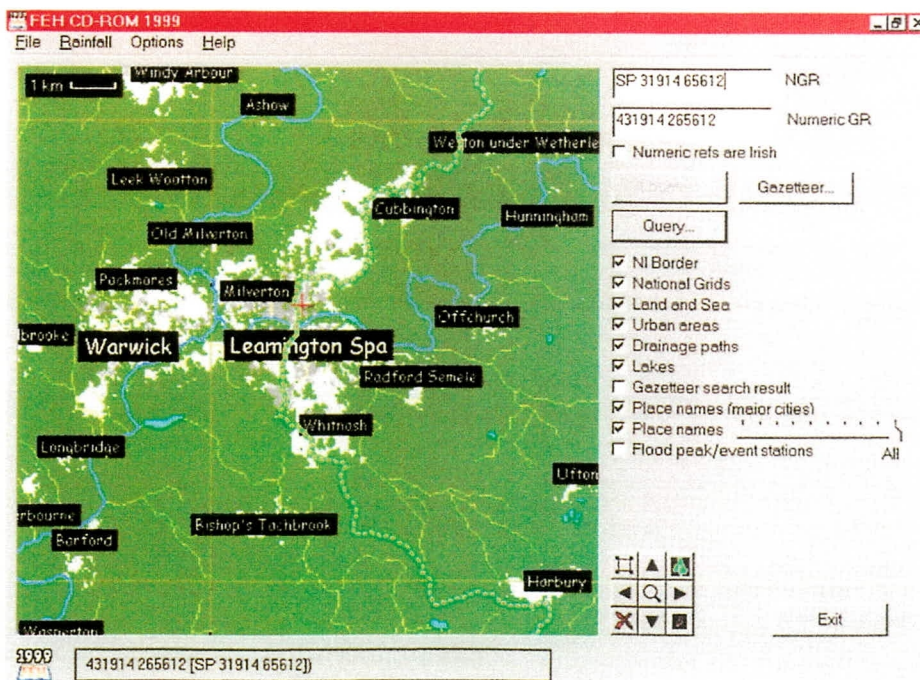 FEH CD-ROM 1999
File Rainfall Options Help
1 km
Windy Arbour
Ashow
Weston under Wetherle
Leek Wootton
Cubbington
Hunningham
Old Milverton
Packmores
Milverton
Offchurch
brooke
Warwick
Leamington Spa
Radford Semele
Whitnash
Longbridge
Ufton
erbourne
Barford
Bishop's Tachbrook
Harbury
Wasperton
SP 31914 65612 NGR
431914 265612 Numeric GR
Numeric refs are Irish
Gazetteer...
Query...
NI Border
National Grids
Land and Sea
Urban areas
Drainage paths
Lakes
Gazetteer search result
Place names (major cities)
Place names
Flood peak/event stations All
Exit
1999
431914 265612 [SP 31914 65612])